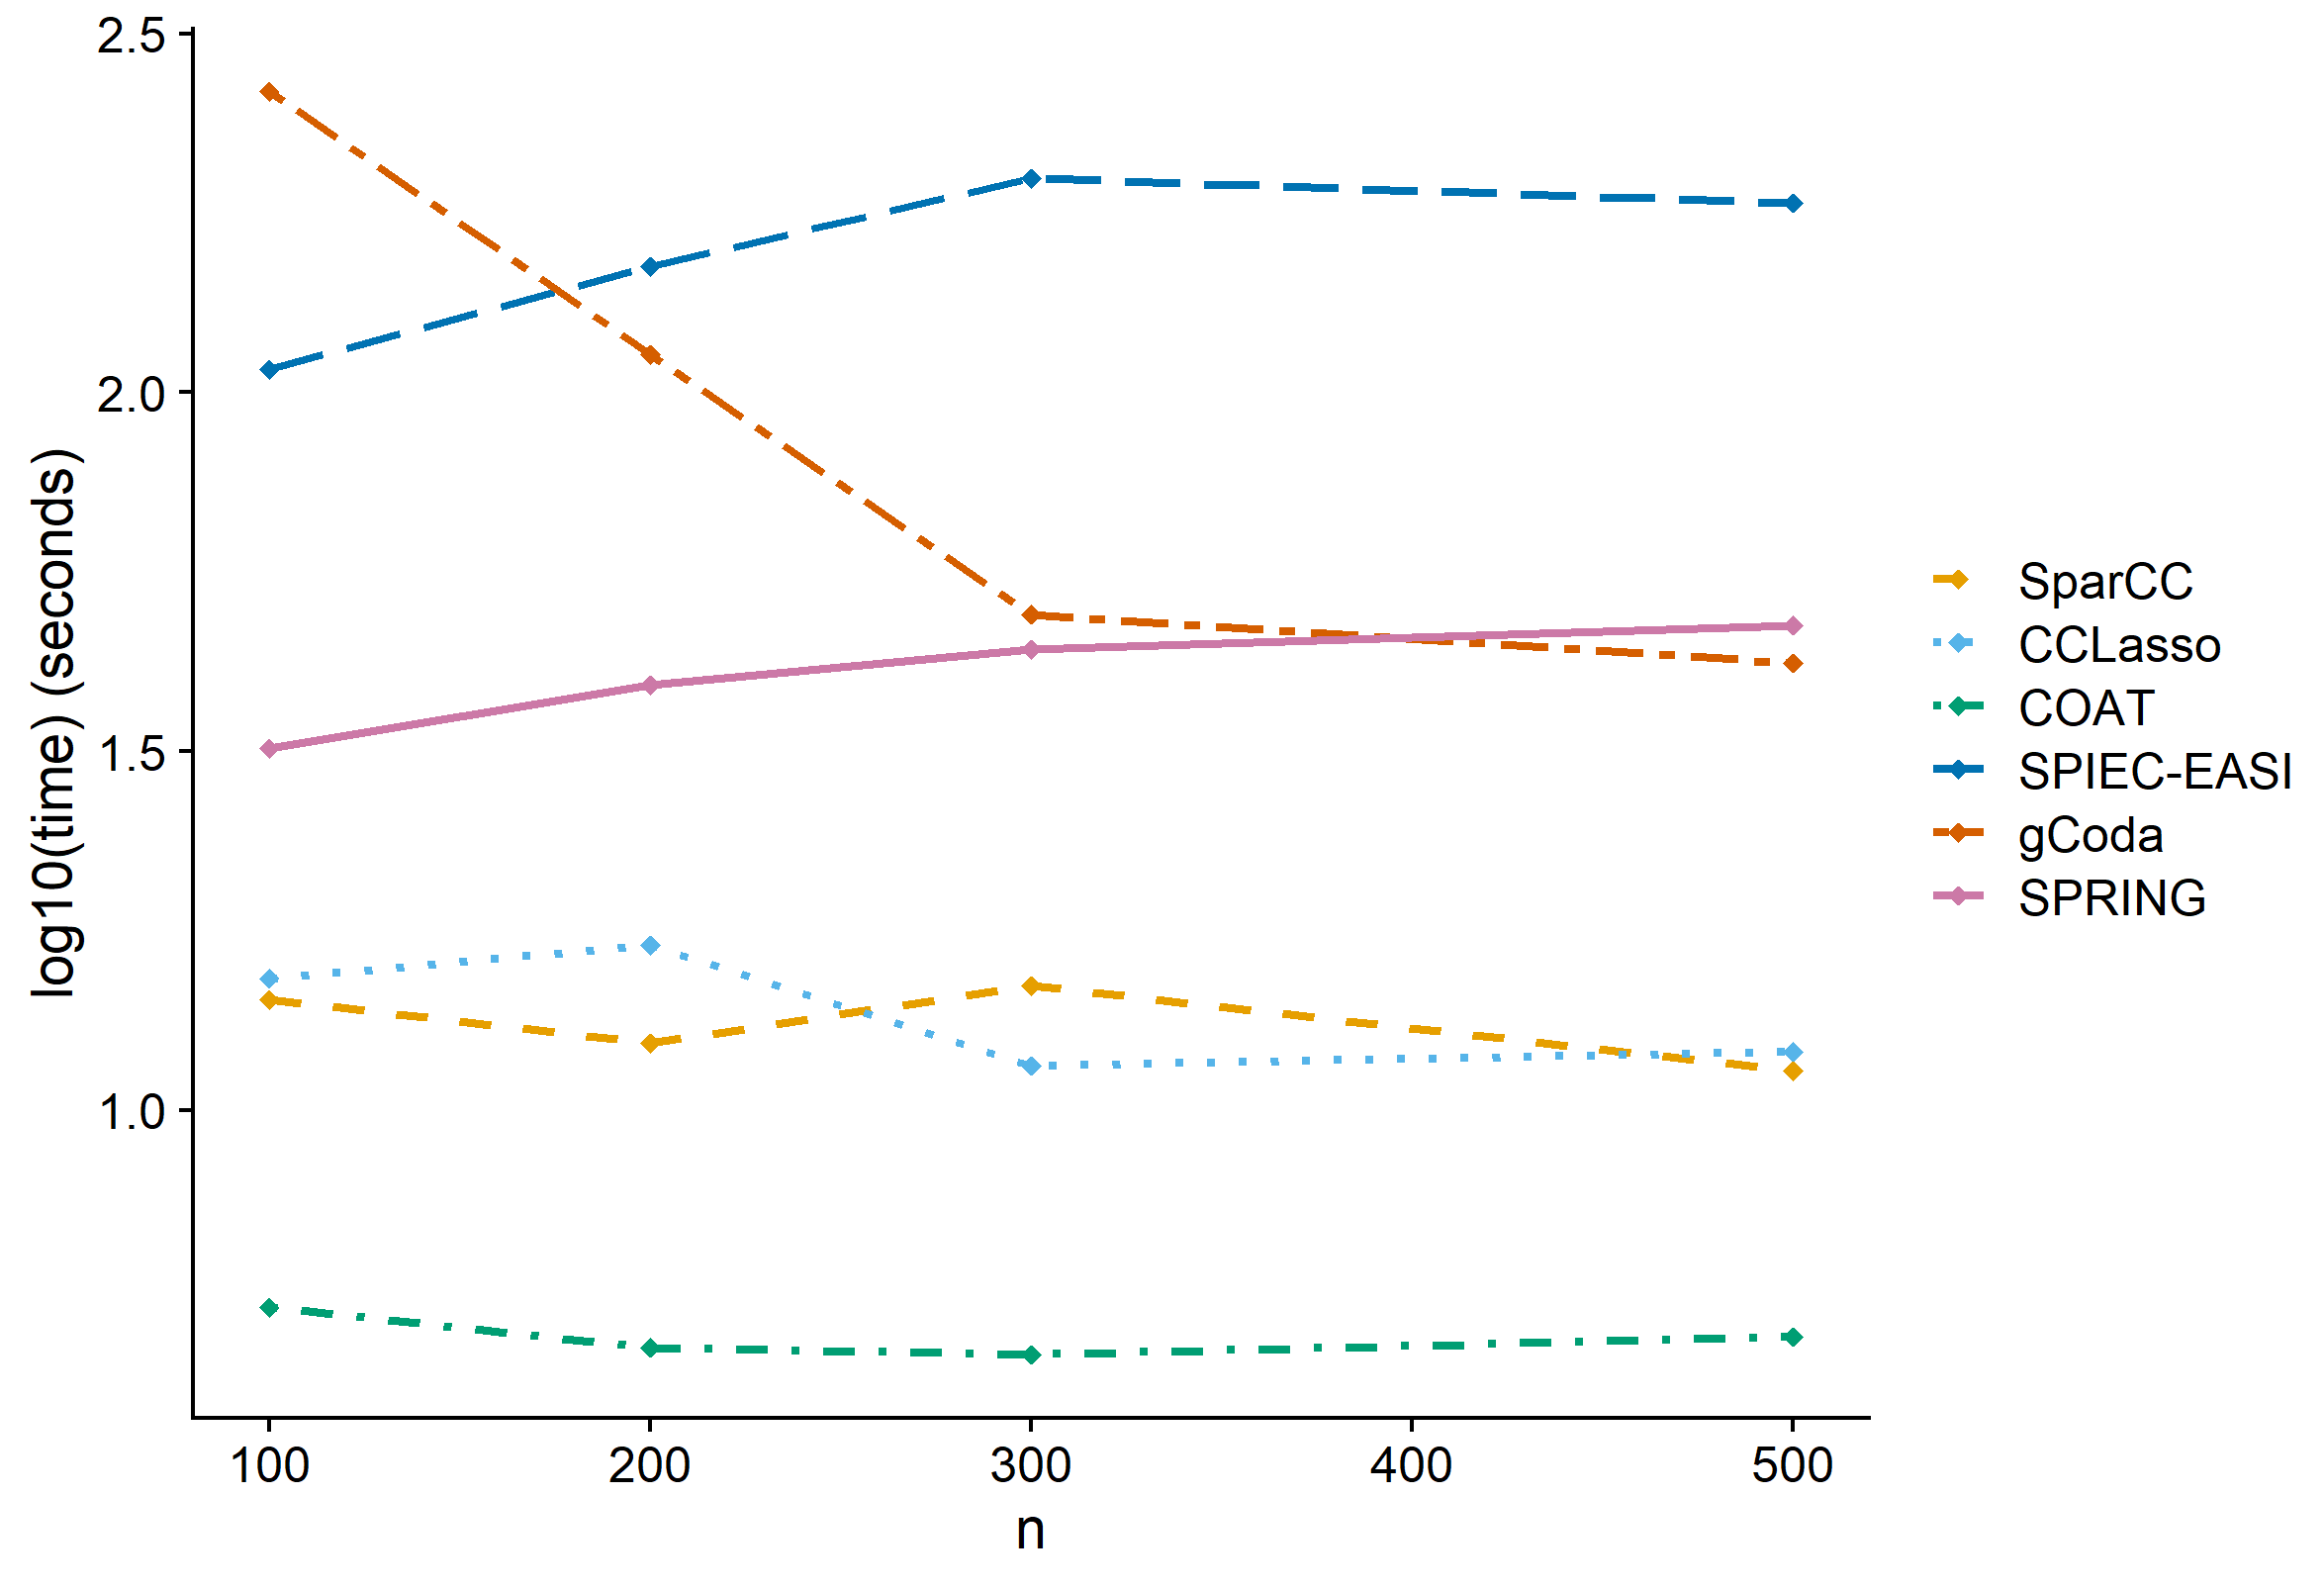 2.5
2.0
1.5
1.0
log10(time) (seconds)
100 200 300 400 500
n
SparCC
CCLasso
COAT
SPIEC-EASI
gCoda
SPRING